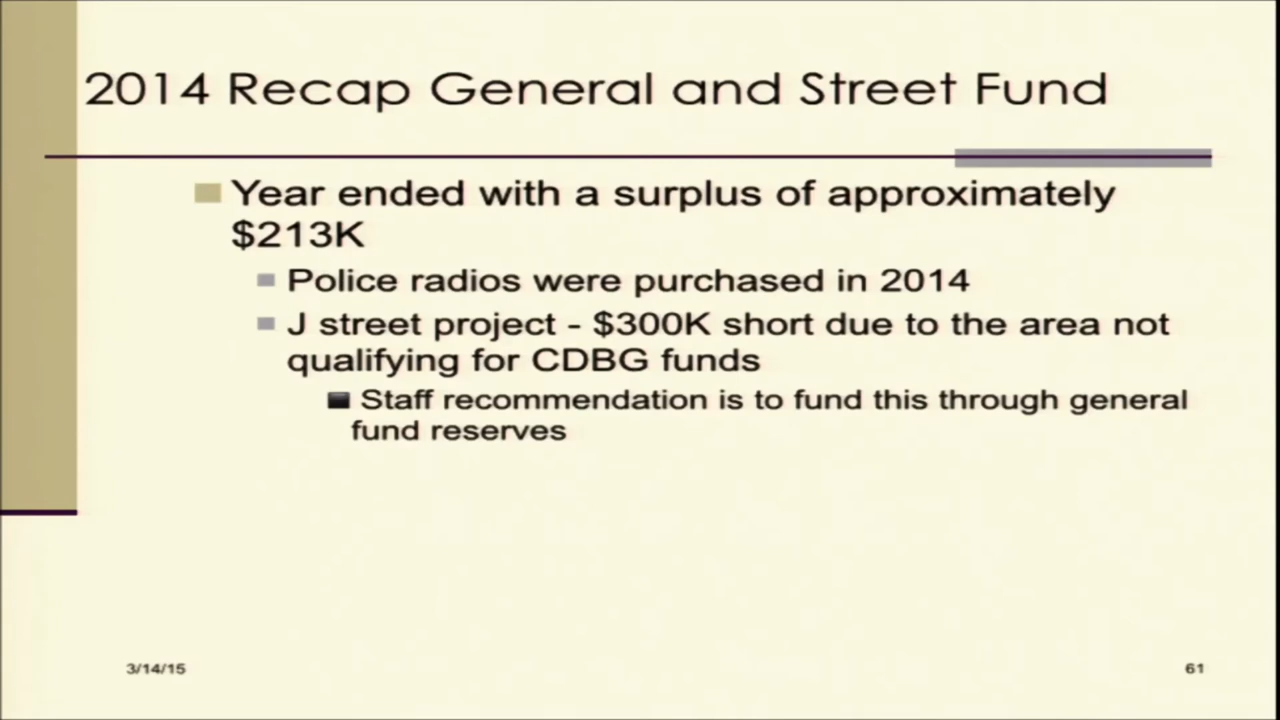 2014 Recap General and Street Fund
Year ended with a surplus of approximately
$213K
Police radios were purchased in 2014
J street project - $300K short due to the area not
qualifying for CDBG funds
Staff recommendation is to fund this through general
fund reserves
3/14/15
61